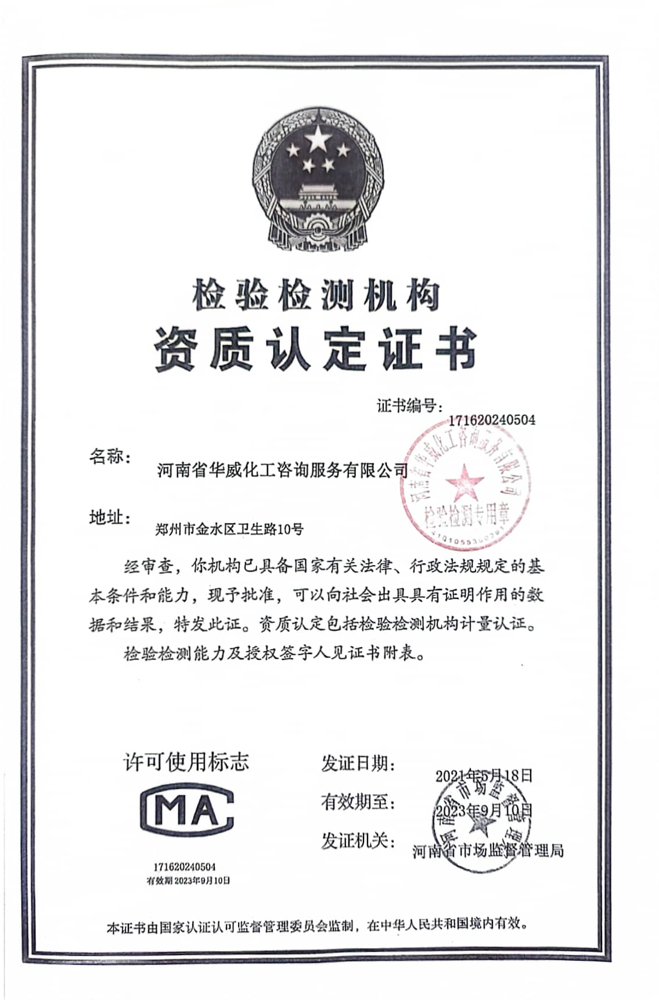 检验检测机构
资质认定证书
证书编号：
171620240504
名称：
河南省华威化工咨询服务有限公司
河南省华威化工咨询服务有限公司
检验检测专用章
地址：
郑州市金水区卫生路10号
经审查，你机构已具备国家有关法律、行政法规规定的基
本条件和能力，现予批准，可以向社会出具具有证明作用的数
据和结果，特发此证。资质认定包括检验检测机构计量认证。
检验检测能力及授权签字人见证书附表。
许可使用标志
MA
171620240504
有效期2023年9月10日
发证日期：
2021年5月18日
有效期至：
2023年9月10日
发证机关：
河南省市场监督管理局
河南省市场监督管理
本证书由国家认证认可监督管理委员会监制，在中华人民共和国境内有效。